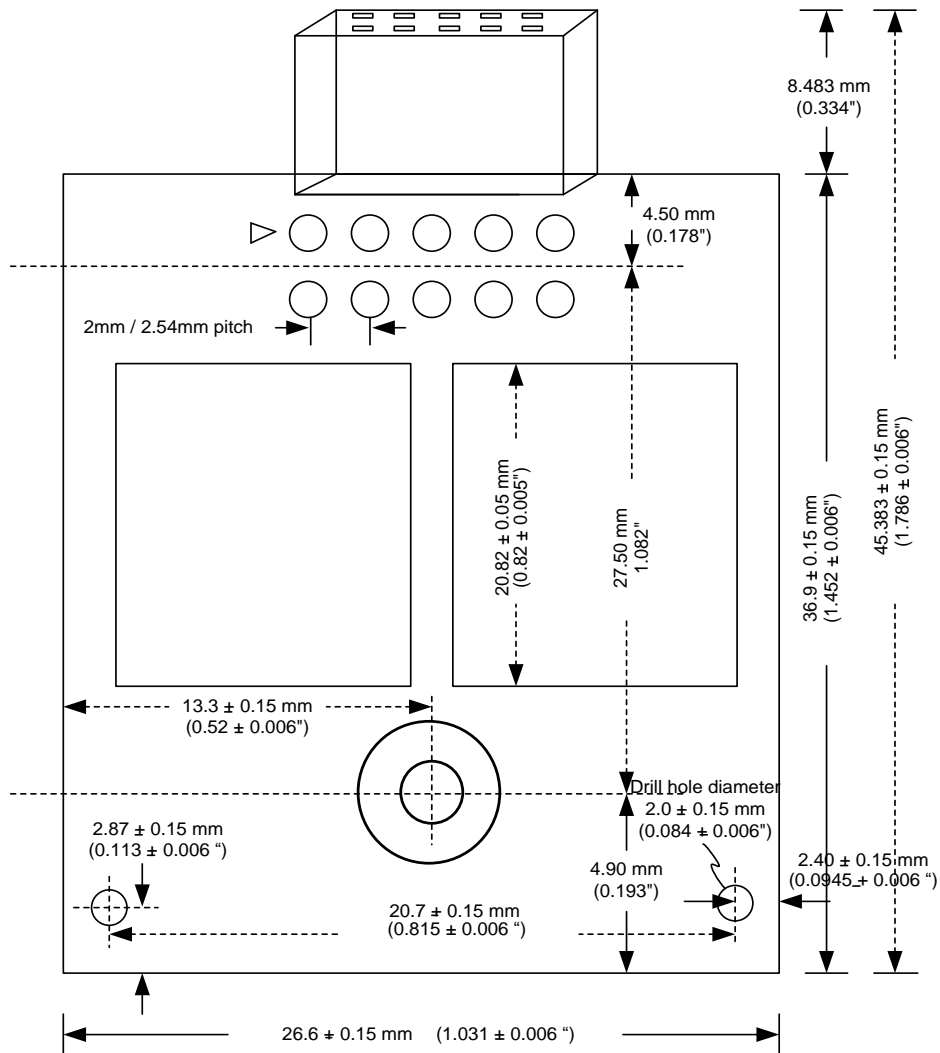 8.483 mm
(0.334")
4.50 mm
(0.178")
2mm / 2.54mm pitch
20.82 ± 0.05 mm
(0.82 ± 0.005")
27.50 mm
1.082"
36.9 ± 0.15 mm
(1.452 ± 0.006")
45.383 ± 0.15 mm
(1.786 ± 0.006")
13.3 ± 0.15 mm
(0.52 ± 0.006")
Drill hole diameter
2.0 ± 0.15 mm
(0.084 ± 0.006")
2.87 ± 0.15 mm
(0.113 ± 0.006 “)
4.90 mm
(0.193")
2.40 ± 0.15 mm
(0.0945 ± 0.006 “)
20.7 ± 0.15 mm
(0.815 ± 0.006 “)
26.6 ± 0.15 mm (1.031 ± 0.006 “)